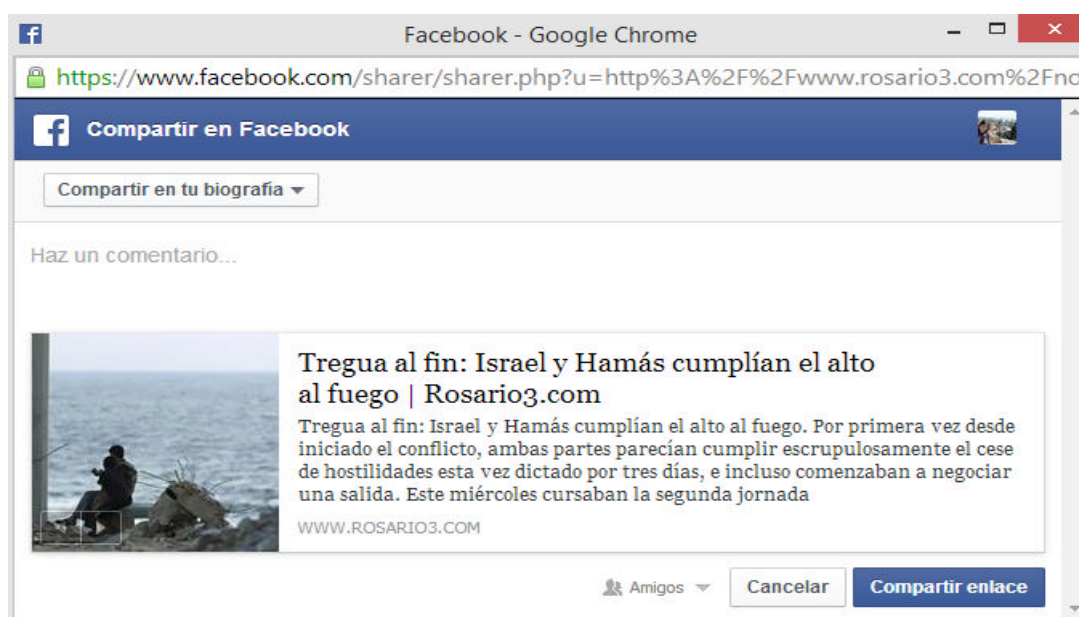 Facebook - Google Chrome
https://www.facebook.com/sharer/sharer.php?u=http%3A%2F%2Fwww.rosario3.com%2Fno
Compartir en Facebook
Compartir en tu biografía
Haz un comentario...
Tregua al fin: Israel y Hamás cumplían el alto
al fuego | Rosario3.com
Tregua al fin: Israel y Hamás cumplían el alto al fuego. Por primera vez desde
iniciado el conflicto, ambas partes parecían cumplir escrupulosamente el cese
de hostilidades esta vez dictado por tres días, e incluso comenzaban a negociar
una salida. Este miércoles cursaban la segunda jornada
WWW.ROSARIO3.COM
Amigos
Cancelar
Compartir enlace